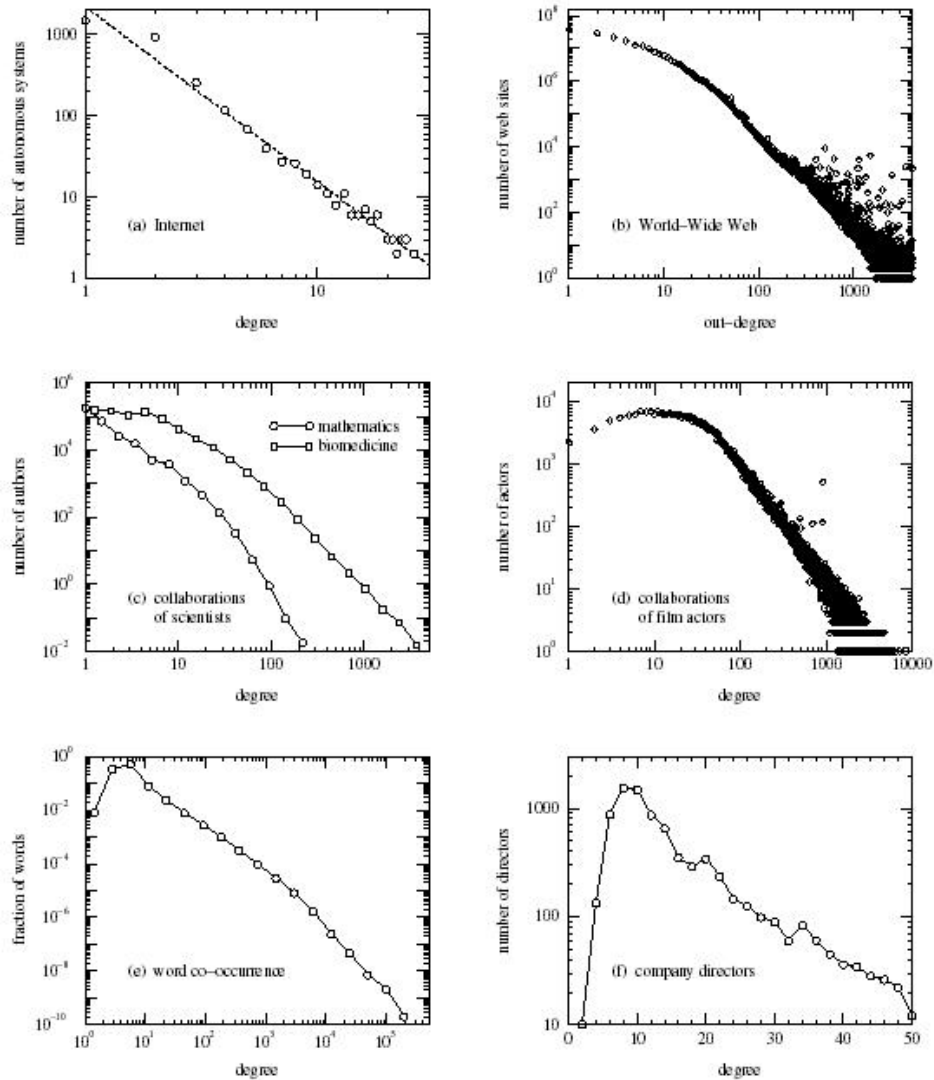 1000
100
10
1
1
10
number of autonomous systems
(a) Internet
degree
10^8
10^6
10^4
10^2
10^0
1
10
100
1000
number of web sites
(b) World–Wide Web
out–degree
10^6
10^4
10^2
10^0
10^-2
1
10
100
1000
number of authors
mathematics
biomedicine
(c) collaborations
of scientists
degree
10^4
10^3
10^2
10^1
10^0
1
10
100
1000
10000
number of actors
(d) collaborations
of film actors
degree
10^0
10^-2
10^-4
10^-6
10^-8
10^-10
10^0
10^1
10^2
10^3
10^4
10^5
fraction of words
(e) word co–occurrence
degree
1000
100
10
0
10
20
30
40
50
number of directors
(f) company directors
degree